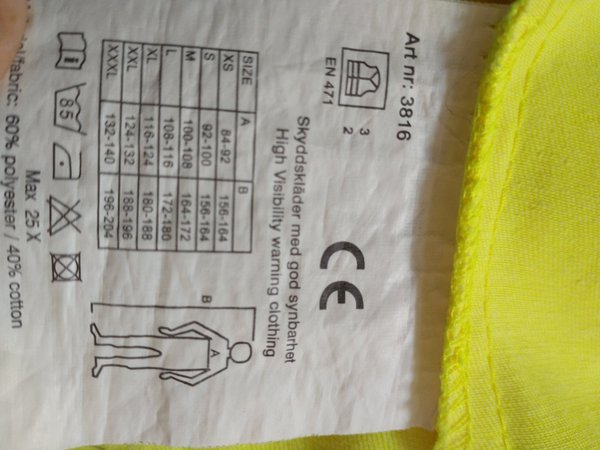 Art nr: 3816
EN 471
3
2
CE
Skyddskläder med god synbarhet
High Visibility warning clothing
SIZE A B
XS 84-92 156-164
S 92-100 156-164
M 100-108 164-172
L 108-116 172-180
XL 118-124 180-188
XXL 124-132 188-196
XXXL 132-140 196-204
B
A
85
Max 25 X
/fabric: 60% polyester / 40% cotton